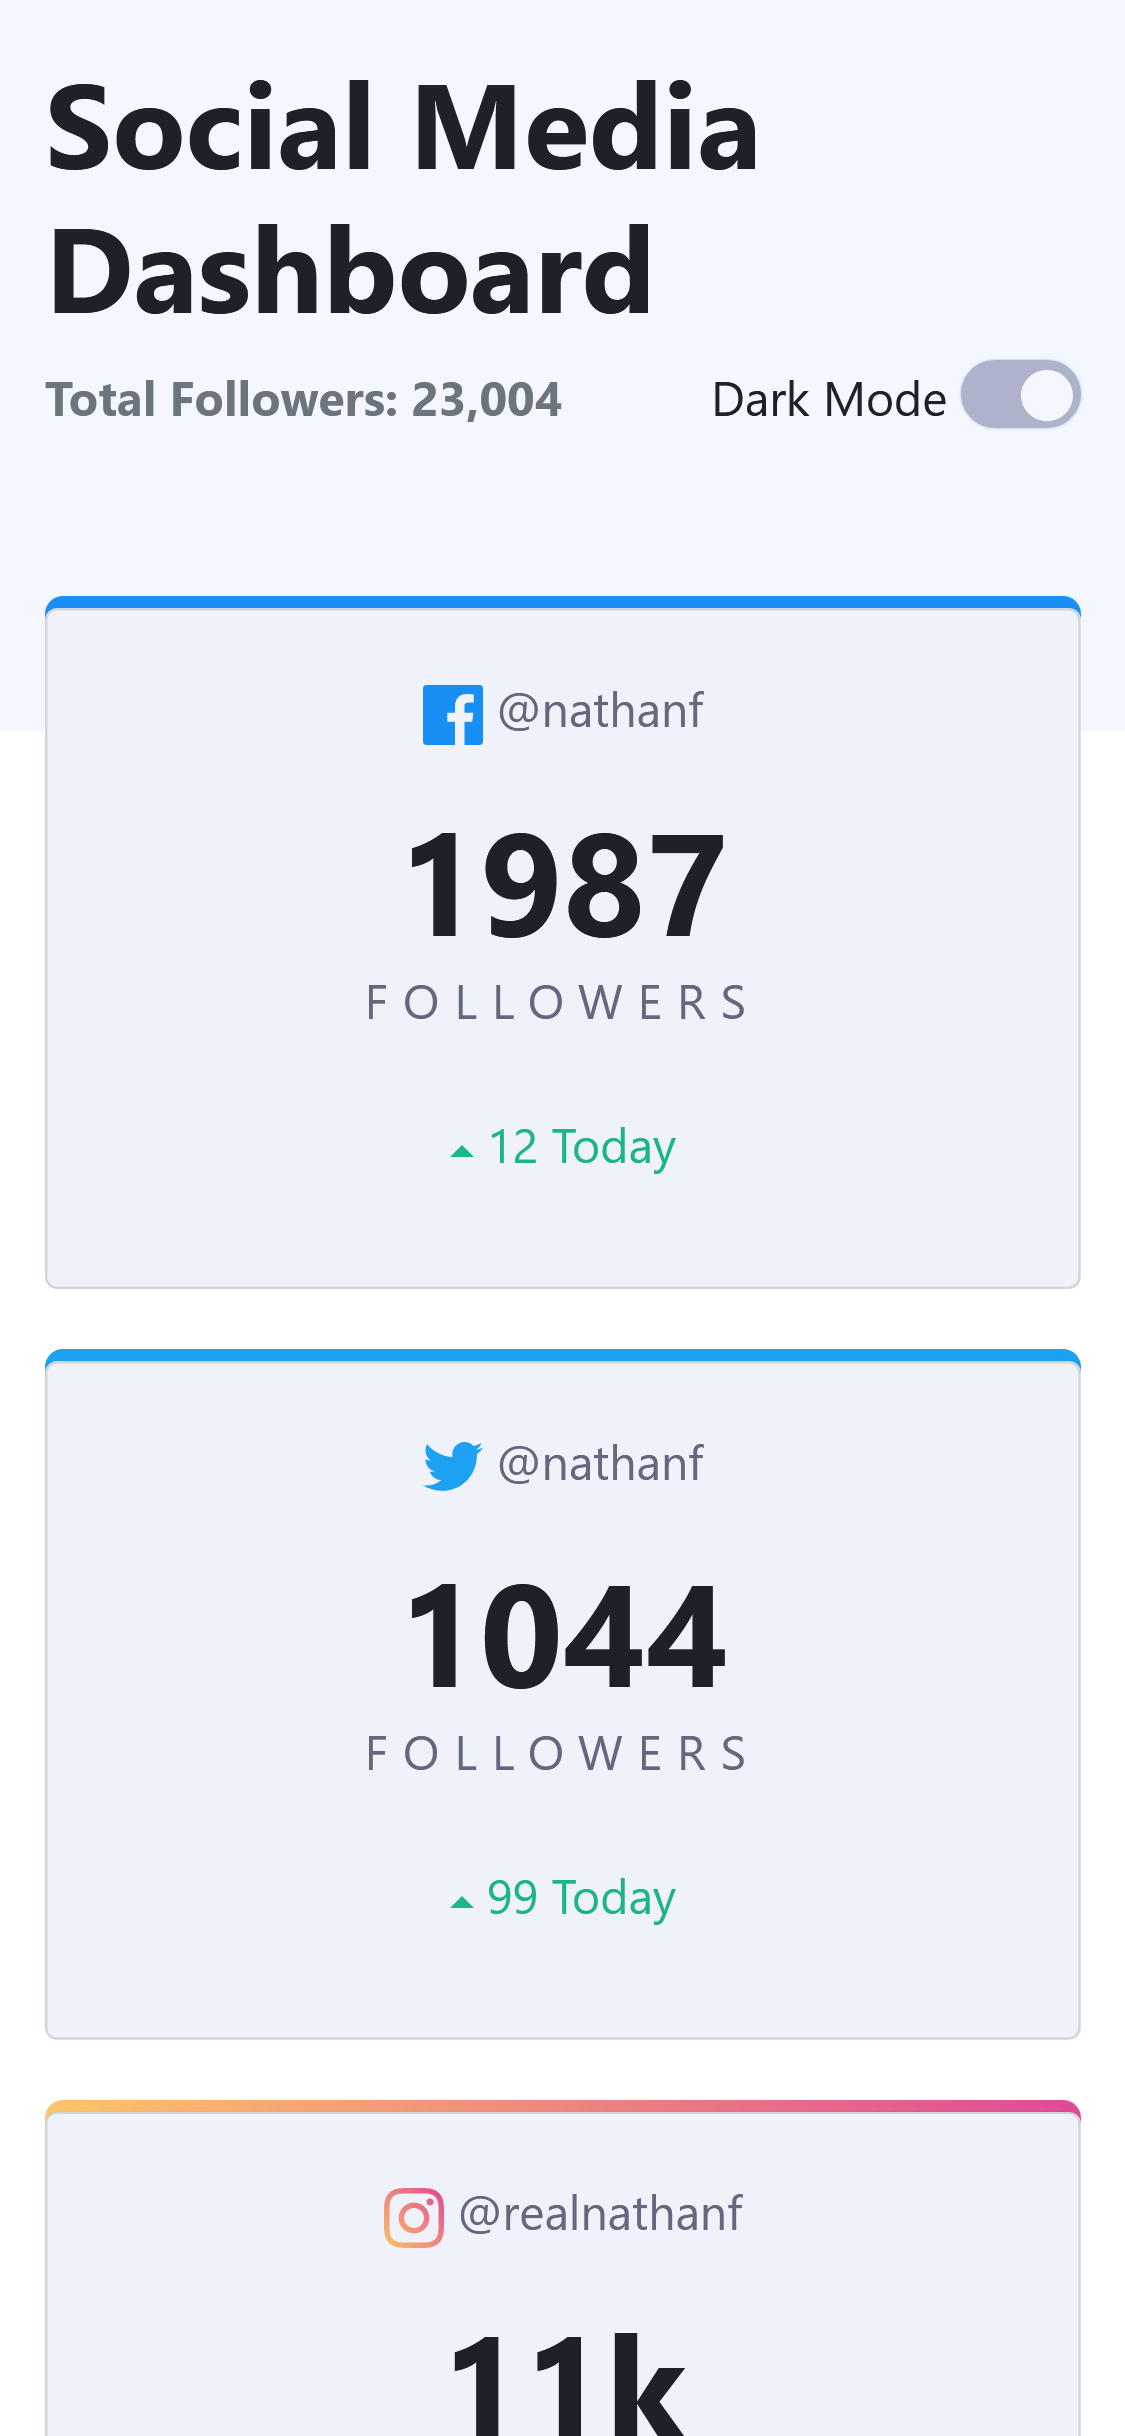 Social Media
Dashboard
Total Followers: 23,004 Dark Mode
@nathanf
1987
FOLLOWERS
12 Today
@nathanf
1044
FOLLOWERS
99 Today
@realnathanf
11k